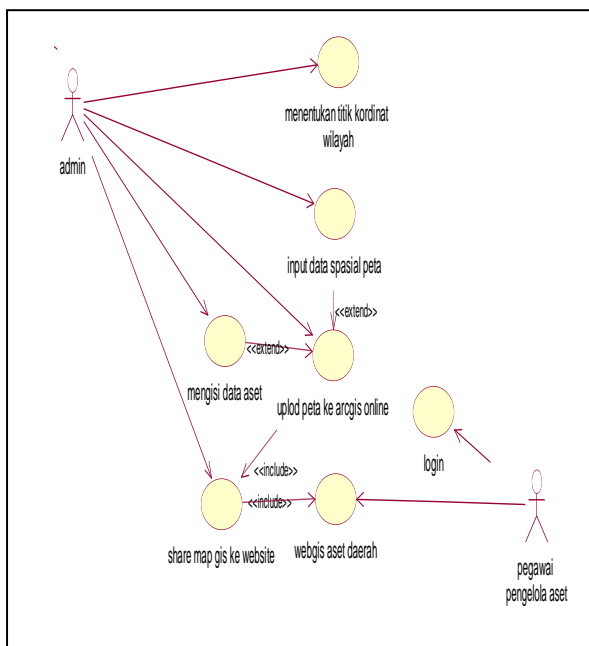 menentukan titik kordinat
wilayah
admin
input data spasial peta
<<extend>>
<<extend>>
mengisi data aset
uplod peta ke arcgis online
login
<<include>>
<<include>>
share map gis ke website
webgis aset daerah
pegawai
pengelola aset